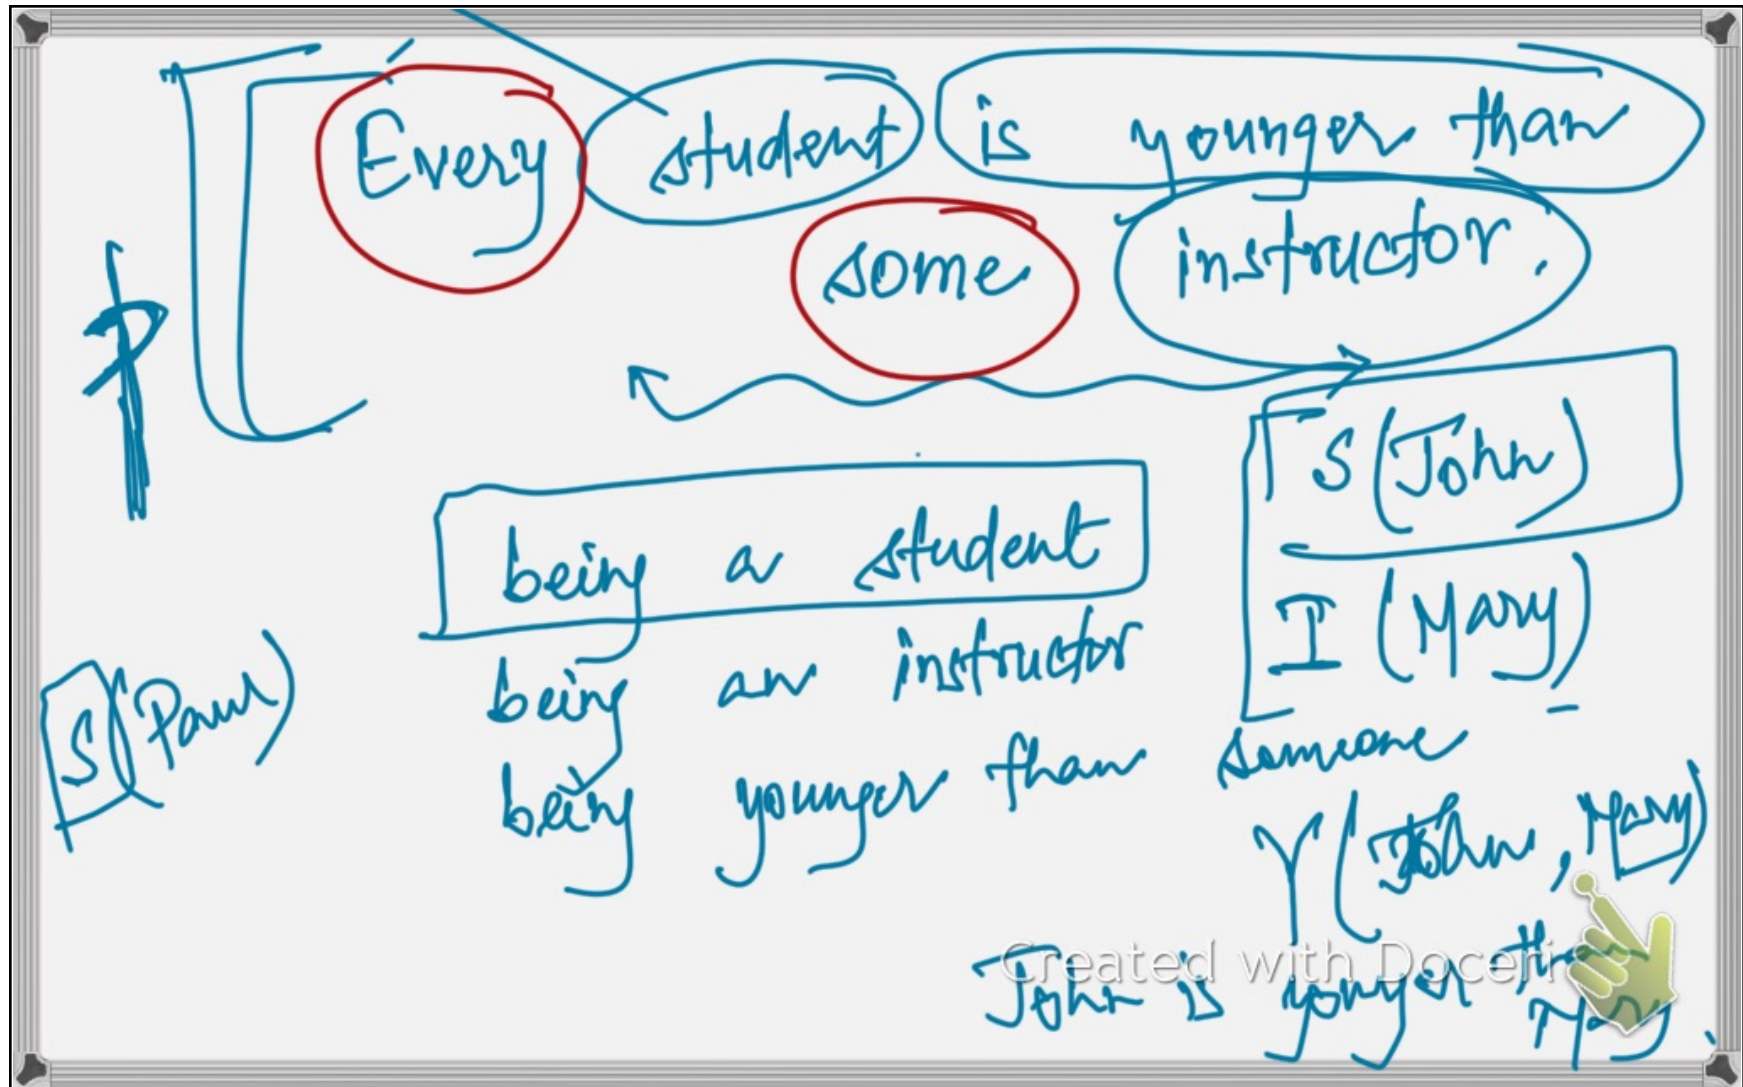 Every student is younger than
some instructor.
P
S(John)
being a student
I (Mary)
being an instructor
S(Paul)
being younger than someone
Y(John, Mary)
Created with Doceri
John is younger than
Mary.